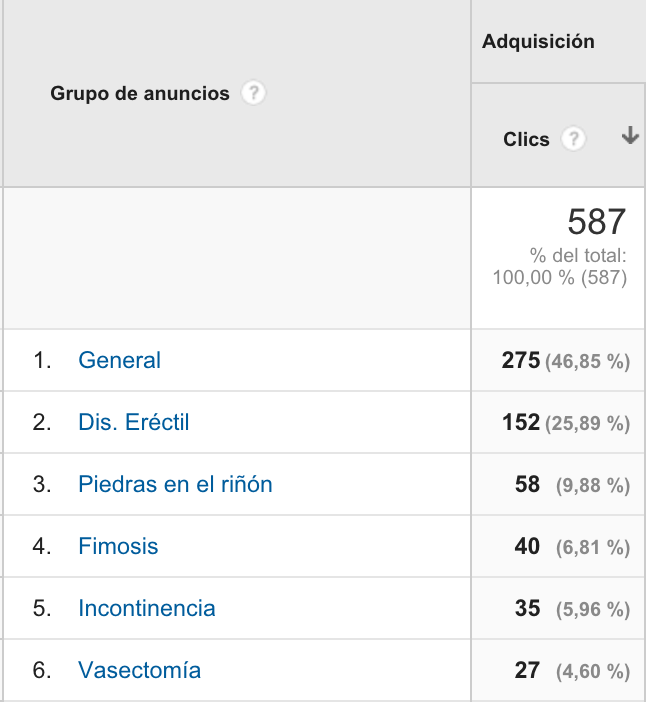 Adquisición
Grupo de anuncios ?
Clics ?
587
% del total:
100,00 % (587)
1. General 275 (46,85 %)
2. Dis. Eréctil 152 (25,89 %)
3. Piedras en el riñón 58 (9,88 %)
4. Fimosis 40 (6,81 %)
5. Incontinencia 35 (5,96 %)
6. Vasectomía 27 (4,60 %)